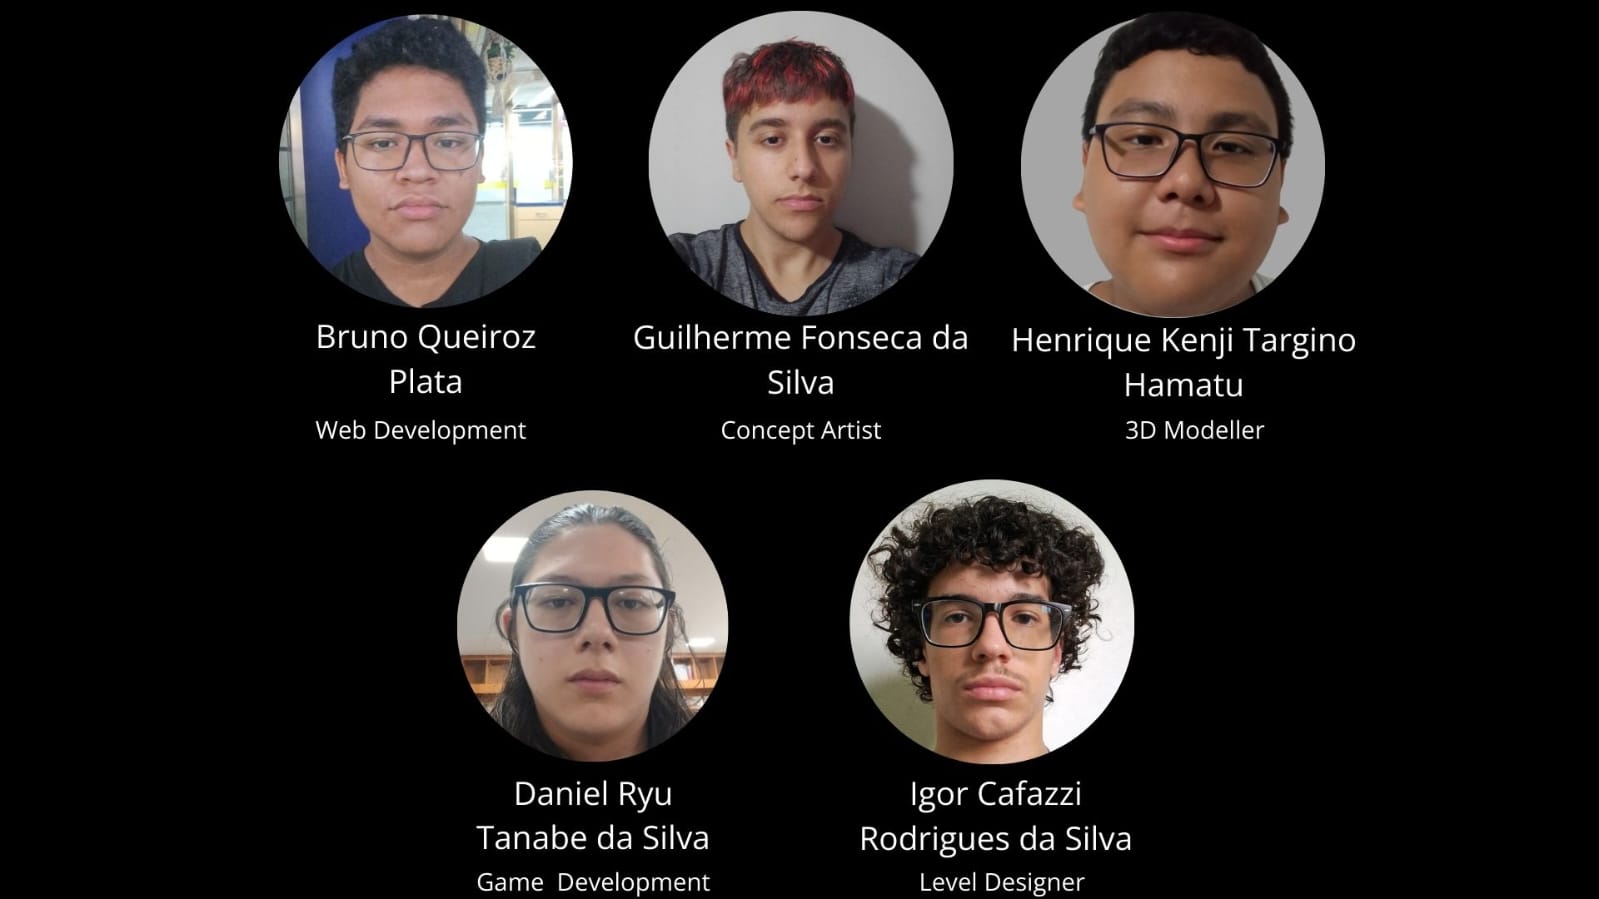 Bruno Queiroz
Plata
Web Development
Guilherme Fonseca da
Silva
Concept Artist
Henrique Kenji Targino
Hamatu
3D Modeller
Daniel Ryu
Tanabe da Silva
Game Development
Igor Cafazzi
Rodrigues da Silva
Level Designer